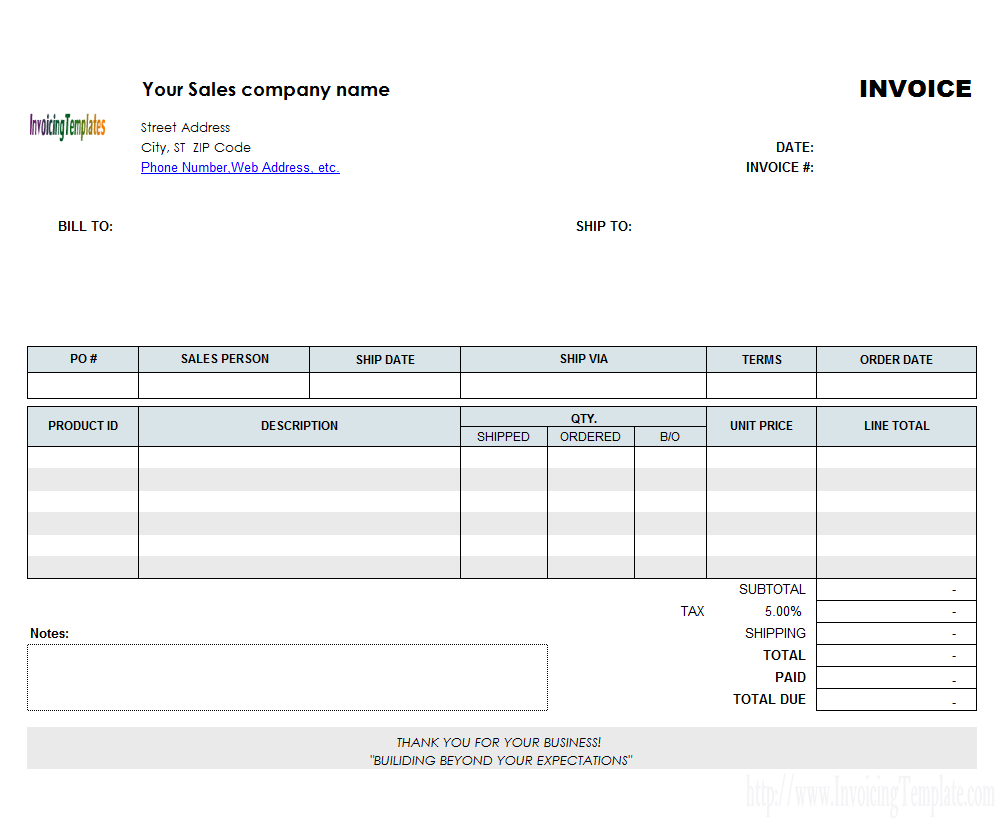 Your Sales company name
INVOICE
InvoicingTemplates
Street Address
City, ST ZIP Code
DATE:
Phone Number,Web Address, etc.
INVOICE #:
BILL TO:
SHIP TO:
PO #
SALES PERSON
SHIP DATE
SHIP VIA
TERMS
ORDER DATE
PRODUCT ID
DESCRIPTION
QTY.
SHIPPED
ORDERED
B/O
UNIT PRICE
LINE TOTAL
SUBTOTAL -
TAX 5.00% -
SHIPPING -
TOTAL -
PAID -
TOTAL DUE -
Notes:
THANK YOU FOR YOUR BUSINESS!
"BUILIDING BEYOND YOUR EXPECTATIONS"
http://www.InvoicingTemplate.com